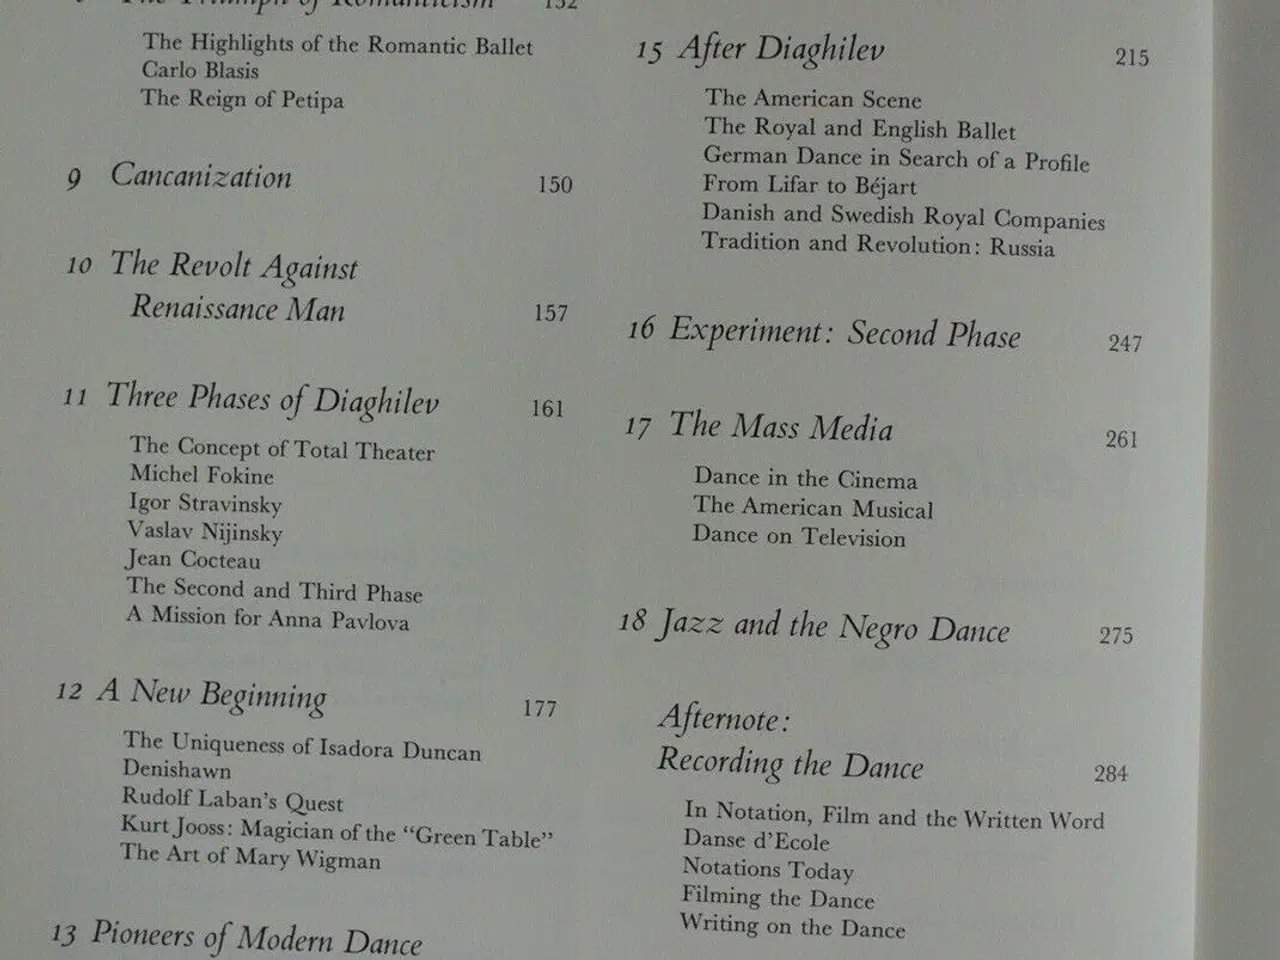 The Triumph of Romanticism 132
The Highlights of the Romantic Ballet
Carlo Blasis
The Reign of Petipa
9 Cancanization 150
10 The Revolt Against
Renaissance Man 157
11 Three Phases of Diaghilev 161
The Concept of Total Theater
Michel Fokine
Igor Stravinsky
Vaslav Nijinsky
Jean Cocteau
The Second and Third Phase
A Mission for Anna Pavlova
12 A New Beginning 177
The Uniqueness of Isadora Duncan
Denishawn
Rudolf Laban's Quest
Kurt Jooss: Magician of the "Green Table"
The Art of Mary Wigman
13 Pioneers of Modern Dance
15 After Diaghilev 215
The American Scene
The Royal and English Ballet
German Dance in Search of a Profile
From Lifar to Béjart
Danish and Swedish Royal Companies
Tradition and Revolution: Russia
16 Experiment: Second Phase 247
17 The Mass Media 261
Dance in the Cinema
The American Musical
Dance on Television
18 Jazz and the Negro Dance 275
Afternote:
Recording the Dance 284
In Notation, Film and the Written Word
Danse d'Ecole
Notations Today
Filming the Dance
Writing on the Dance